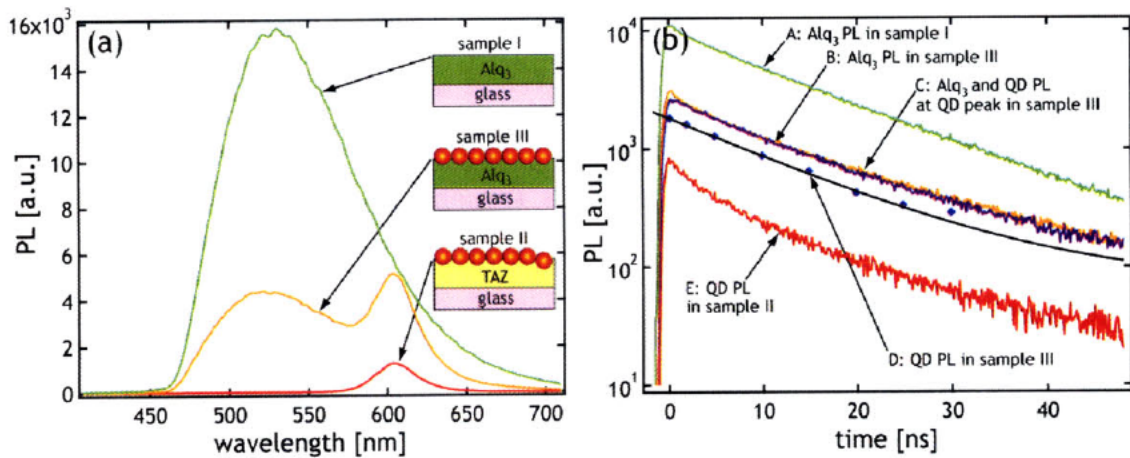 16x10³
(a)
sample I
Alq₃
glass
sample III
Alq₃
glass
sample II
TAZ
glass
14
12
10
8
6
4
2
0
PL [a.u.]
450 500 550 600 650 700
wavelength [nm]
(b)
A: Alq₃ PL in sample I
B: Alq₃ PL in sample III
C: Alq₃ and QD PL
at QD peak in sample III
E: QD PL
in sample II
D: QD PL in sample III
10⁴
10³
10²
10¹
PL [a.u.]
0 10 20 30 40
time [ns]